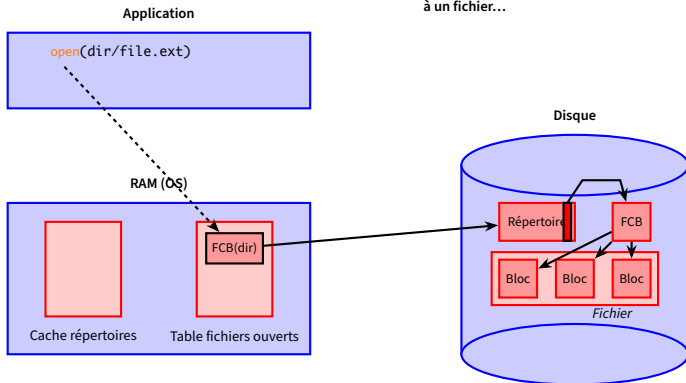 à un fichier…
Application
open(dir/file.ext)
Disque
RAM (OS)
Répertoire
FCB
FCB(dir)
Bloc Bloc Bloc
Fichier
Cache répertoires Table fichiers ouverts